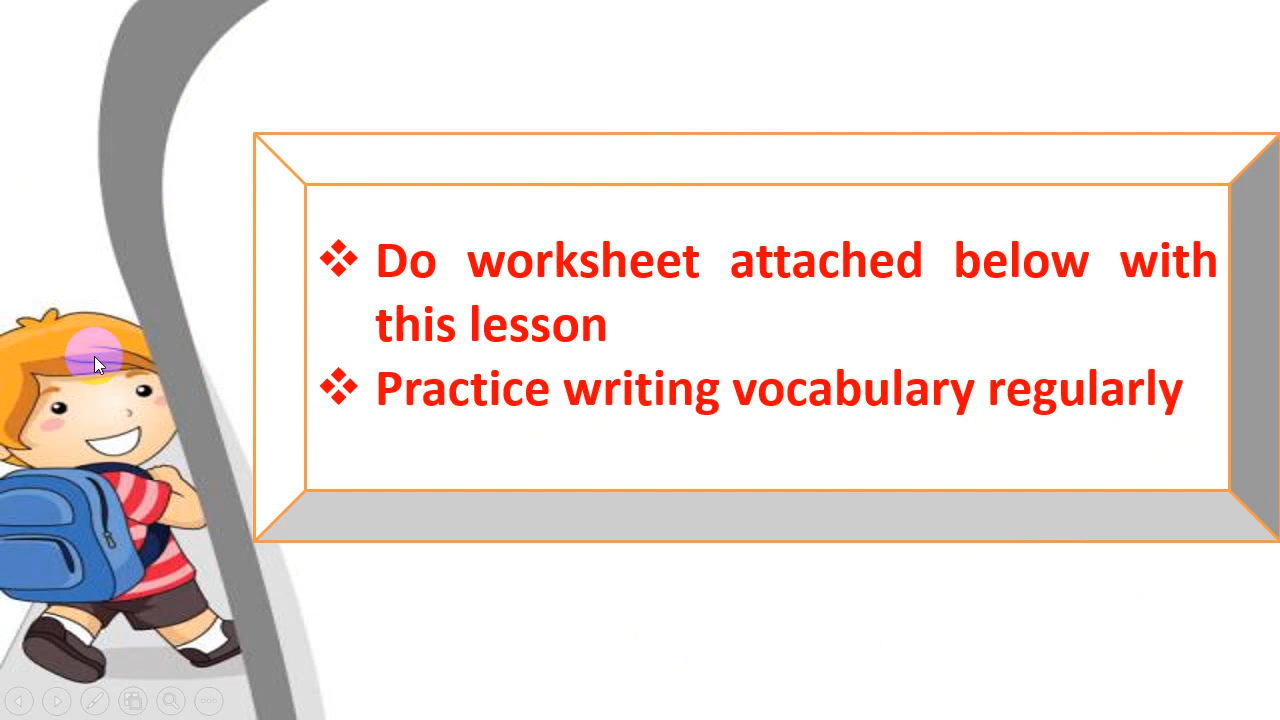 ❖ Do worksheet attached below with
this lesson
❖ Practice writing vocabulary regularly